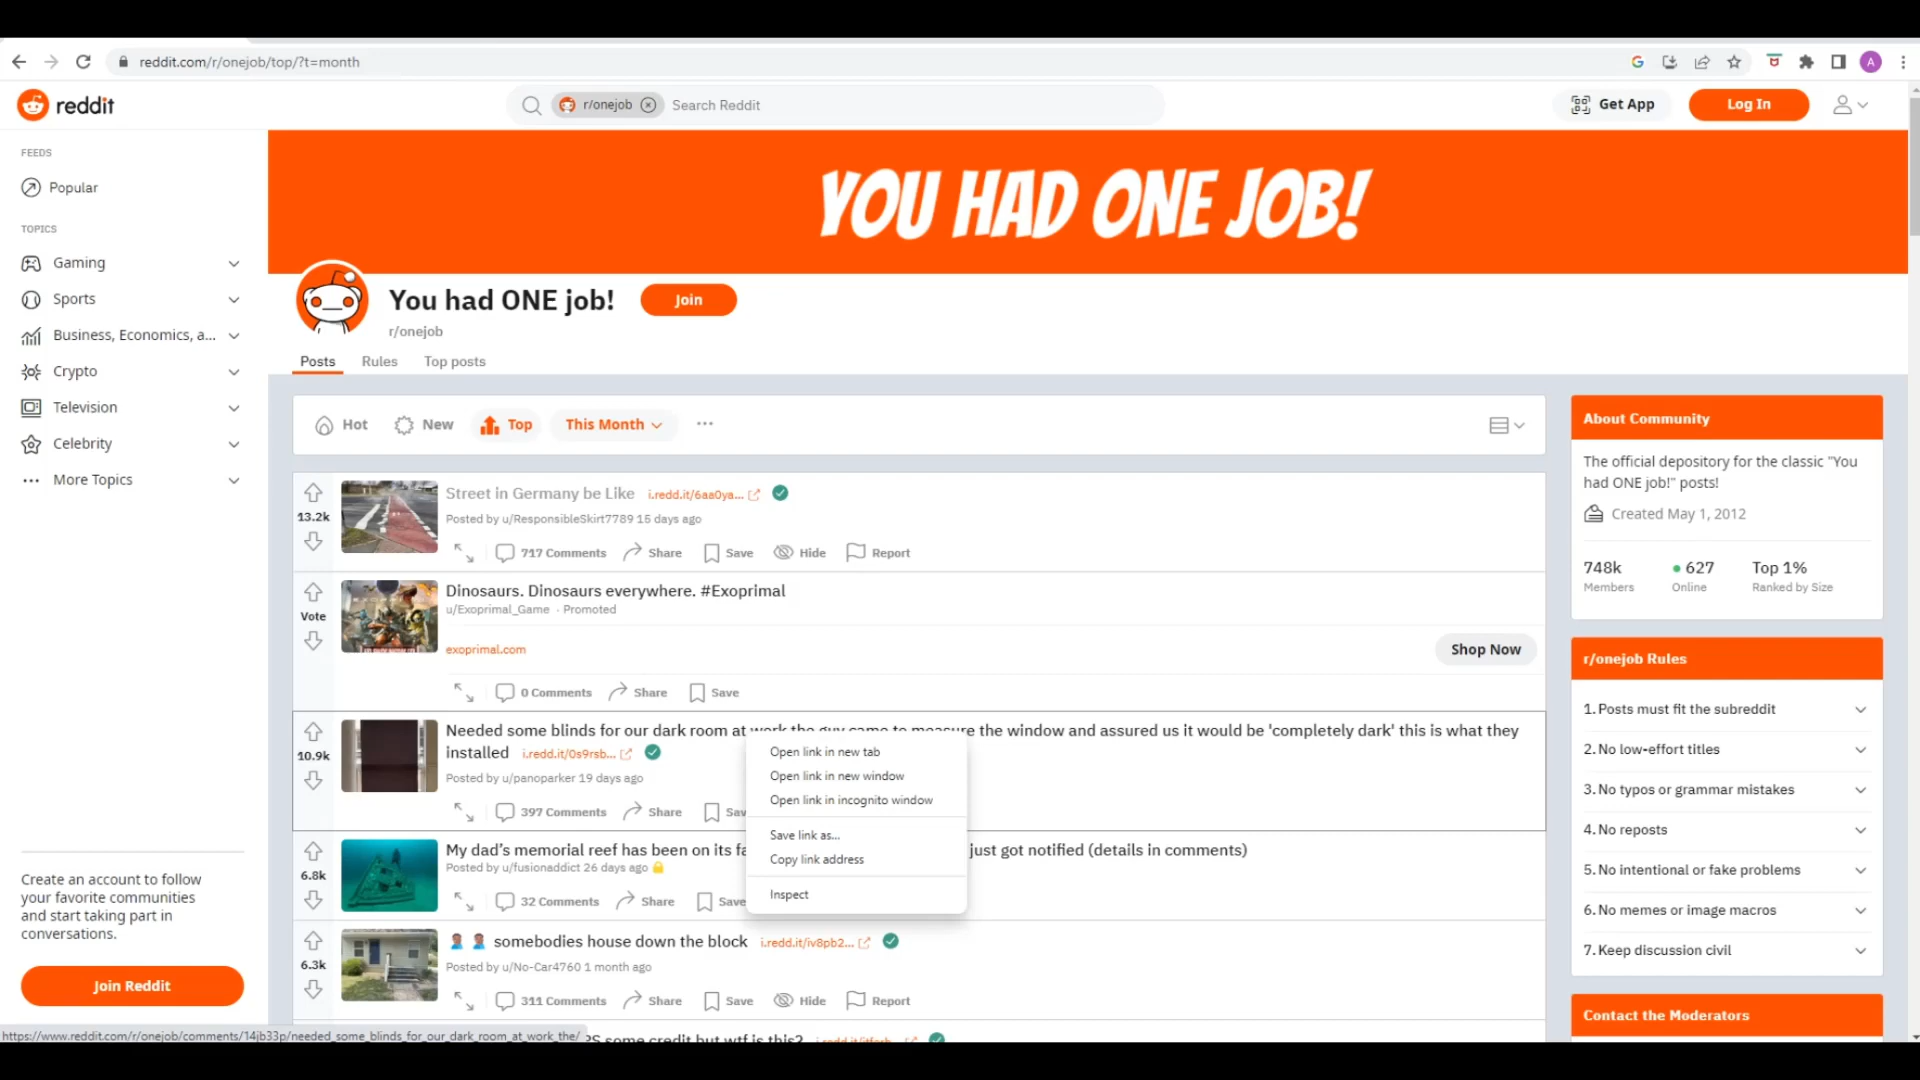 reddit.com/r/onejob/top/?t=month
A
reddit
r/onejob
Search Reddit
Get App
Log In
FEEDS
Popular
TOPICS
Gaming
Sports
Business, Economics, a...
Crypto
Television
Celebrity
More Topics
Create an account to follow
your favorite communities
and start taking part in
conversations.
Join Reddit
YOU HAD ONE JOB!
You had ONE job!
Join
r/onejob
Posts Rules Top posts
Hot New Top This Month
13.2k
Street in Germany be Like i.redd.it/6aa0ya...
Posted by u/ResponsibleSkirt7789 15 days ago
717 Comments Share Save Hide Report
Vote
Dinosaurs. Dinosaurs everywhere. #Exoprimal
u/Exoprimal_Game · Promoted
exoprimal.com
Shop Now
0 Comments Share Save
10.9k
Needed some blinds for our dark room at work the guy came to measure the window and assured us it would be 'completely dark' this is what they
installed i.redd.it/0s9rsb...
Posted by u/panoparker 19 days ago
397 Comments Share Sav
Open link in new tab
Open link in new window
Open link in incognito window
Save link as...
Copy link address
Inspect
6.8k
My dad's memorial reef has been on its fa just got notified (details in comments)
Posted by u/fusionaddict 26 days ago
32 Comments Share Save
6.3k
somebodies house down the block i.redd.it/iv8pb2...
Posted by u/No-Car4760 1 month ago
311 Comments Share Save Hide Report
some credit but wtf is this?
About Community
The official depository for the classic "You
had ONE job!" posts!
Created May 1, 2012
748k 627 Top 1%
Members Online Ranked by Size
r/onejob Rules
1. Posts must fit the subreddit
2. No low-effort titles
3. No typos or grammar mistakes
4. No reposts
5. No intentional or fake problems
6. No memes or image macros
7. Keep discussion civil
Contact the Moderators
https://www.reddit.com/r/onejob/comments/14jb33p/needed_some_blinds_for_our_dark_room_at_work_the/